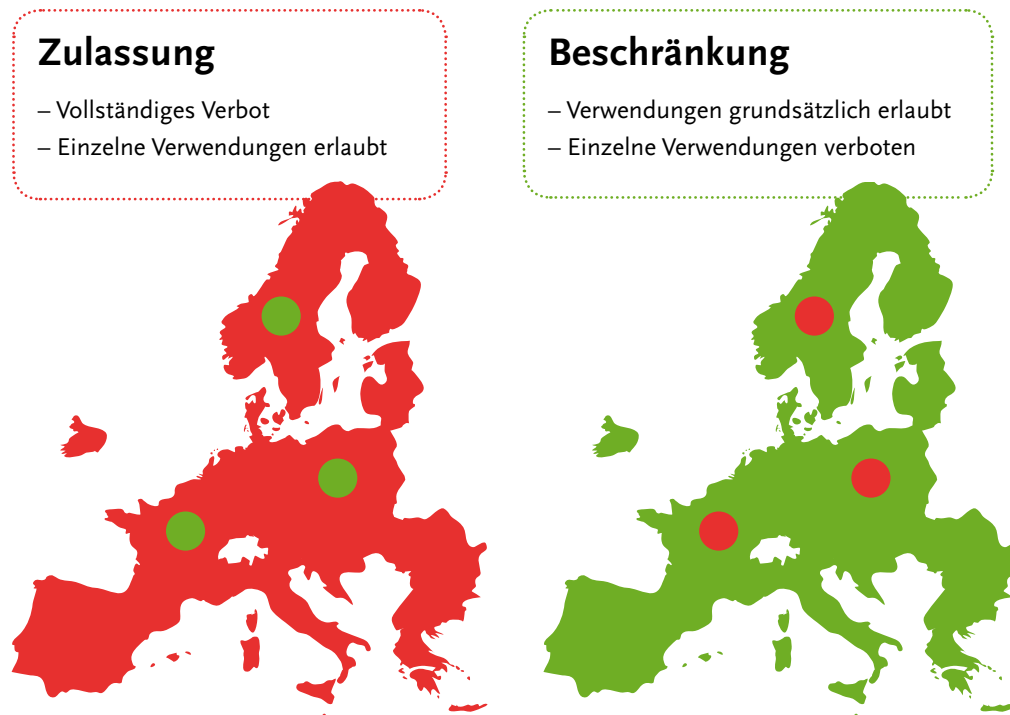 Zulassung
– Vollständiges Verbot
– Einzelne Verwendungen erlaubt
Beschränkung
– Verwendungen grundsätzlich erlaubt
– Einzelne Verwendungen verboten